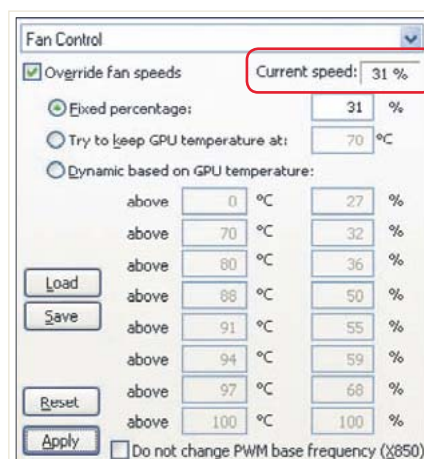 Fan Control
Override fan speeds Current speed: 31 %
Fixed percentage: 31 %
Try to keep GPU temperature at: 70 °C
Dynamic based on GPU temperature:
above 0 °C 27 %
above 70 °C 32 %
above 80 °C 36 %
Load above 88 °C 50 %
Save above 91 °C 55 %
above 94 °C 59 %
above 97 °C 68 %
Reset above 100 °C 100 %
Apply Do not change PWM base frequency (X850)